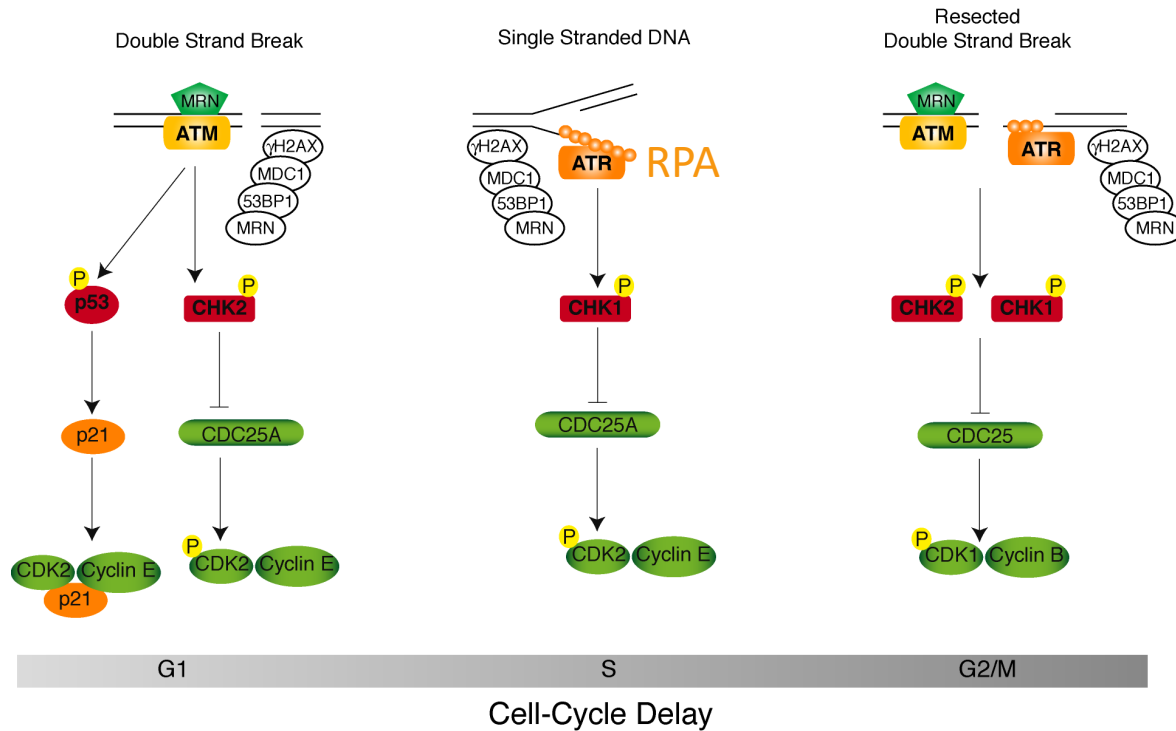 Double Strand Break
MRN
ATM
γH2AX
MDC1
53BP1
MRN
P
p53
P
CHK2
p21
CDC25A
CDK2
Cyclin E
p21
P
CDK2
Cyclin E
Single Stranded DNA
γH2AX
MDC1
53BP1
MRN
ATR
RPA
P
CHK1
CDC25A
P
CDK2
Cyclin E
Resected
Double Strand Break
MRN
ATM
ATR
γH2AX
MDC1
53BP1
MRN
P
CHK2
P
CHK1
CDC25
P
CDK1
Cyclin B
G1
S
G2/M
Cell-Cycle Delay